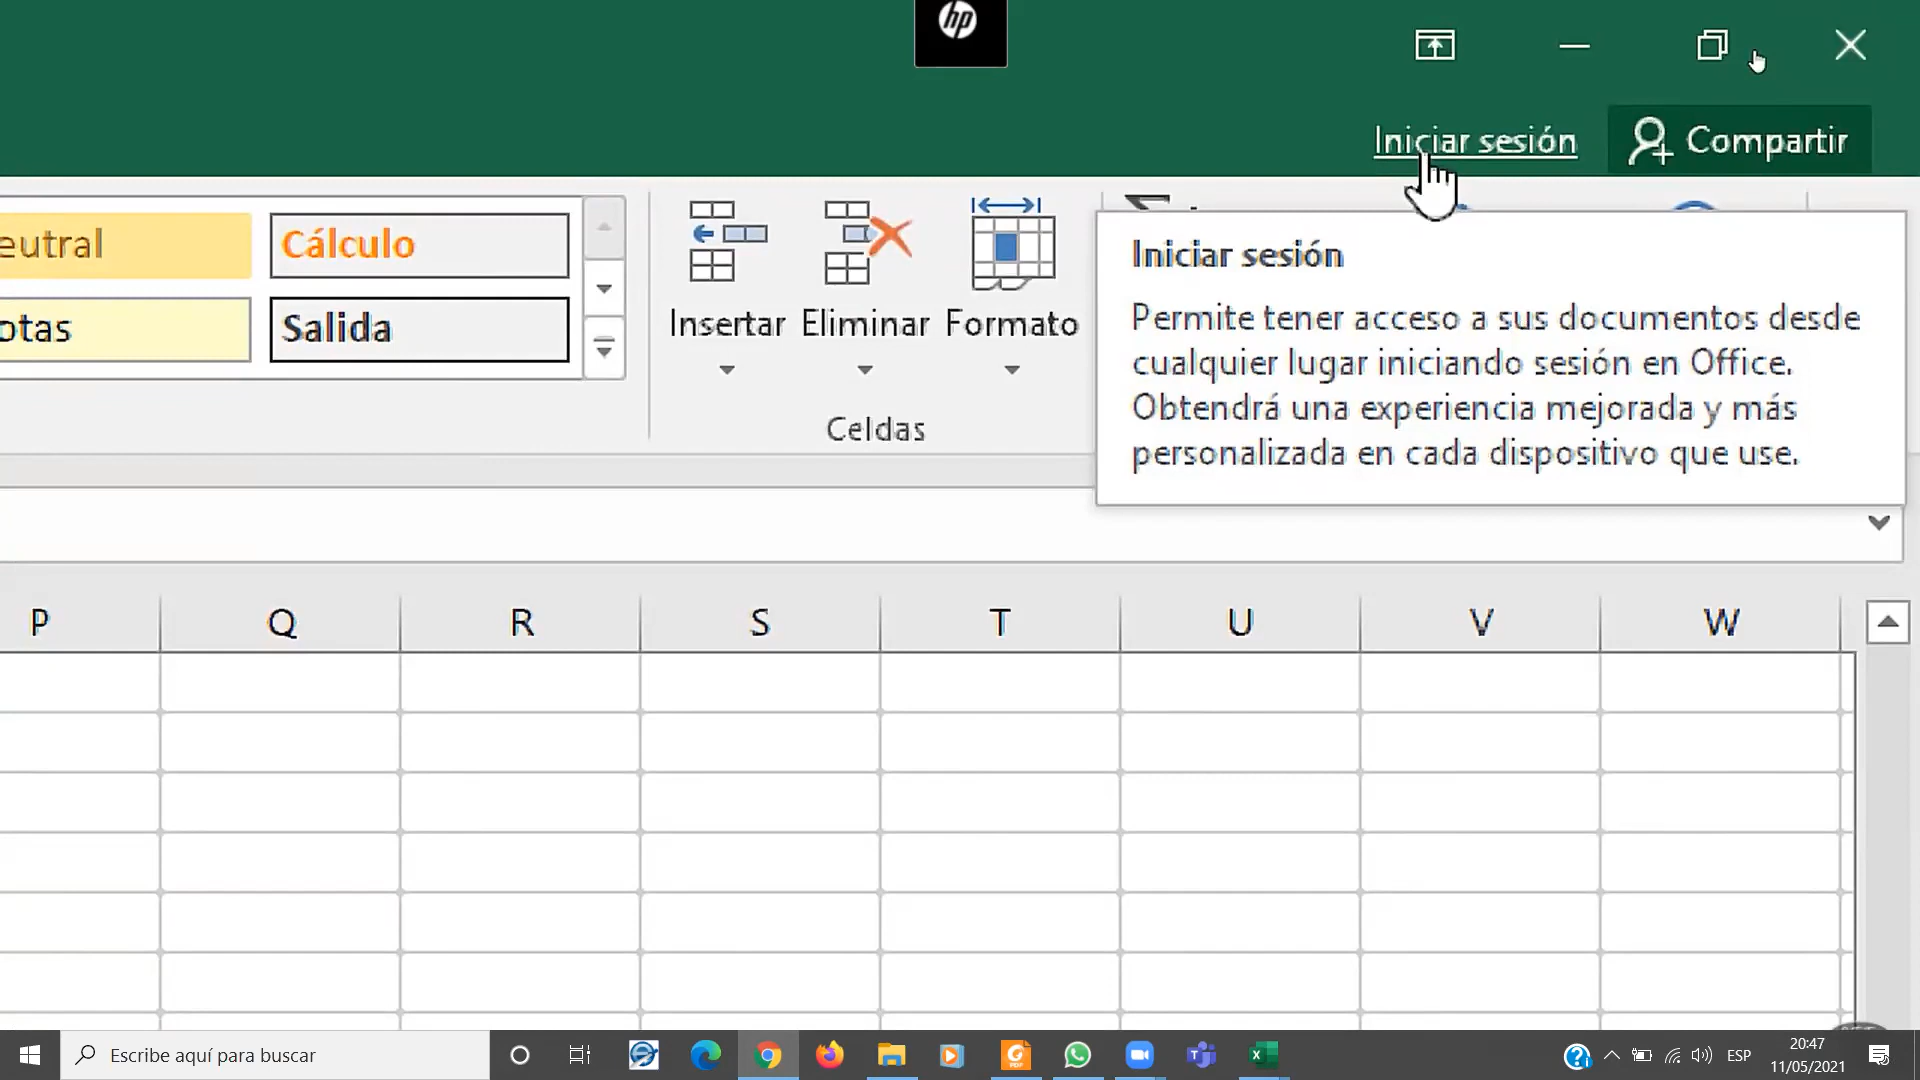 hp
Iniciar sesión
Compartir
eutral
Cálculo
otas
Salida
Insertar
Eliminar
Formato
Celdas
Iniciar sesión
Permite tener acceso a sus documentos desde
cualquier lugar iniciando sesión en Office.
Obtendrá una experiencia mejorada y más
personalizada en cada dispositivo que use.
P Q R S T U V W
Escribe aquí para buscar
ESP
20:47
11/05/2021